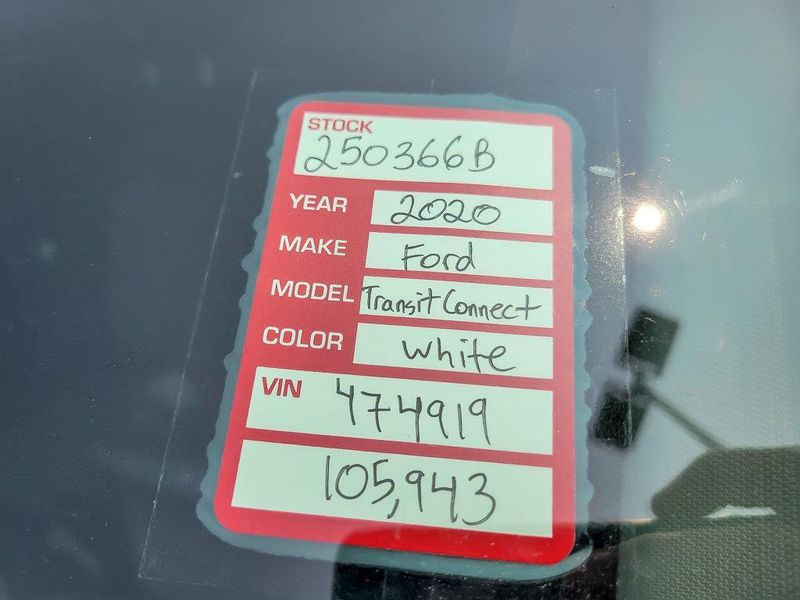 STOCK
250366B
YEAR 2020
MAKE Ford
MODEL Transit Connect
COLOR White
VIN 474919
105,943